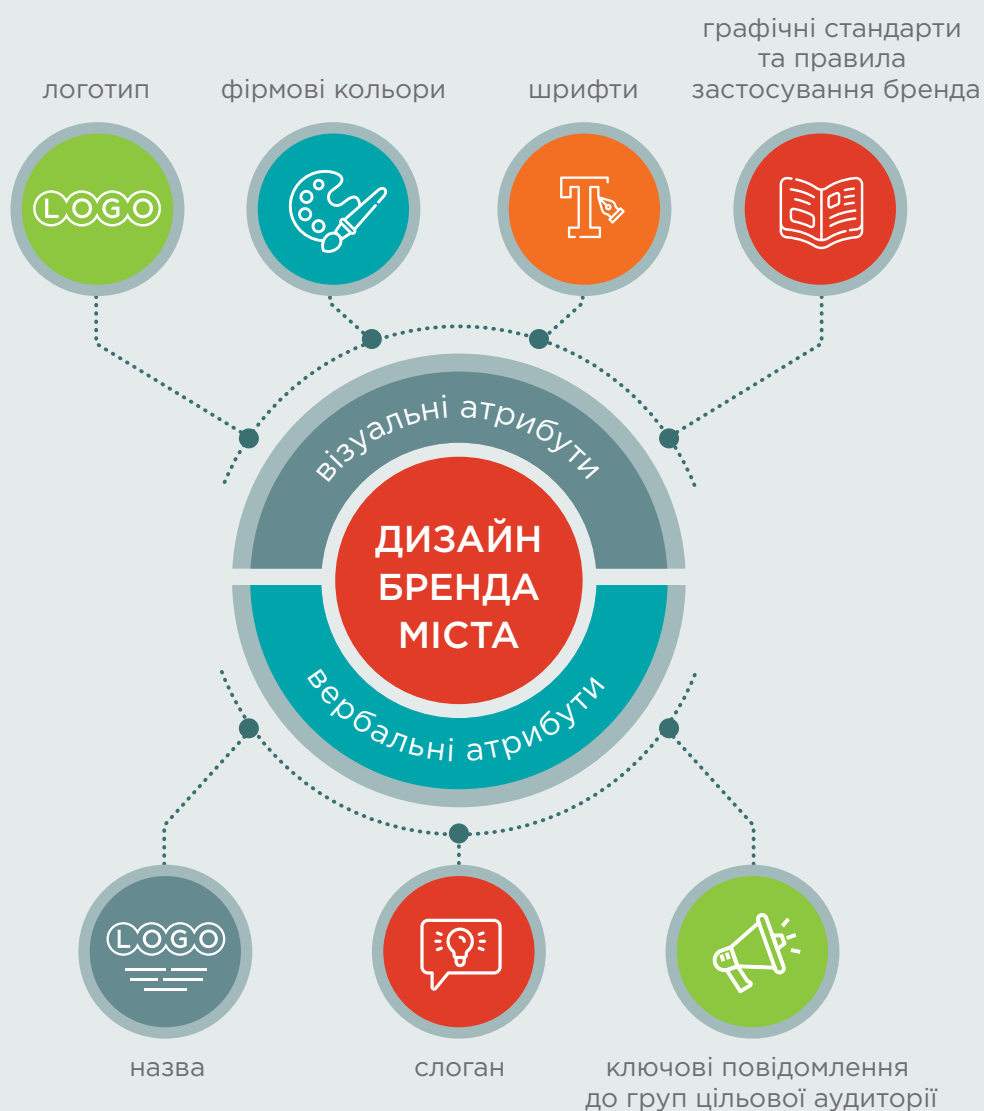 графічні стандарти
та правила
застосування бренда
логотип
фірмові кольори
шрифти
LOGO
T
візуальні атрибути
ДИЗАЙН
БРЕНДА
МІСТА
вербальні атрибути
LOGO
назва
слоган
ключові повідомлення
до груп цільової аудиторії